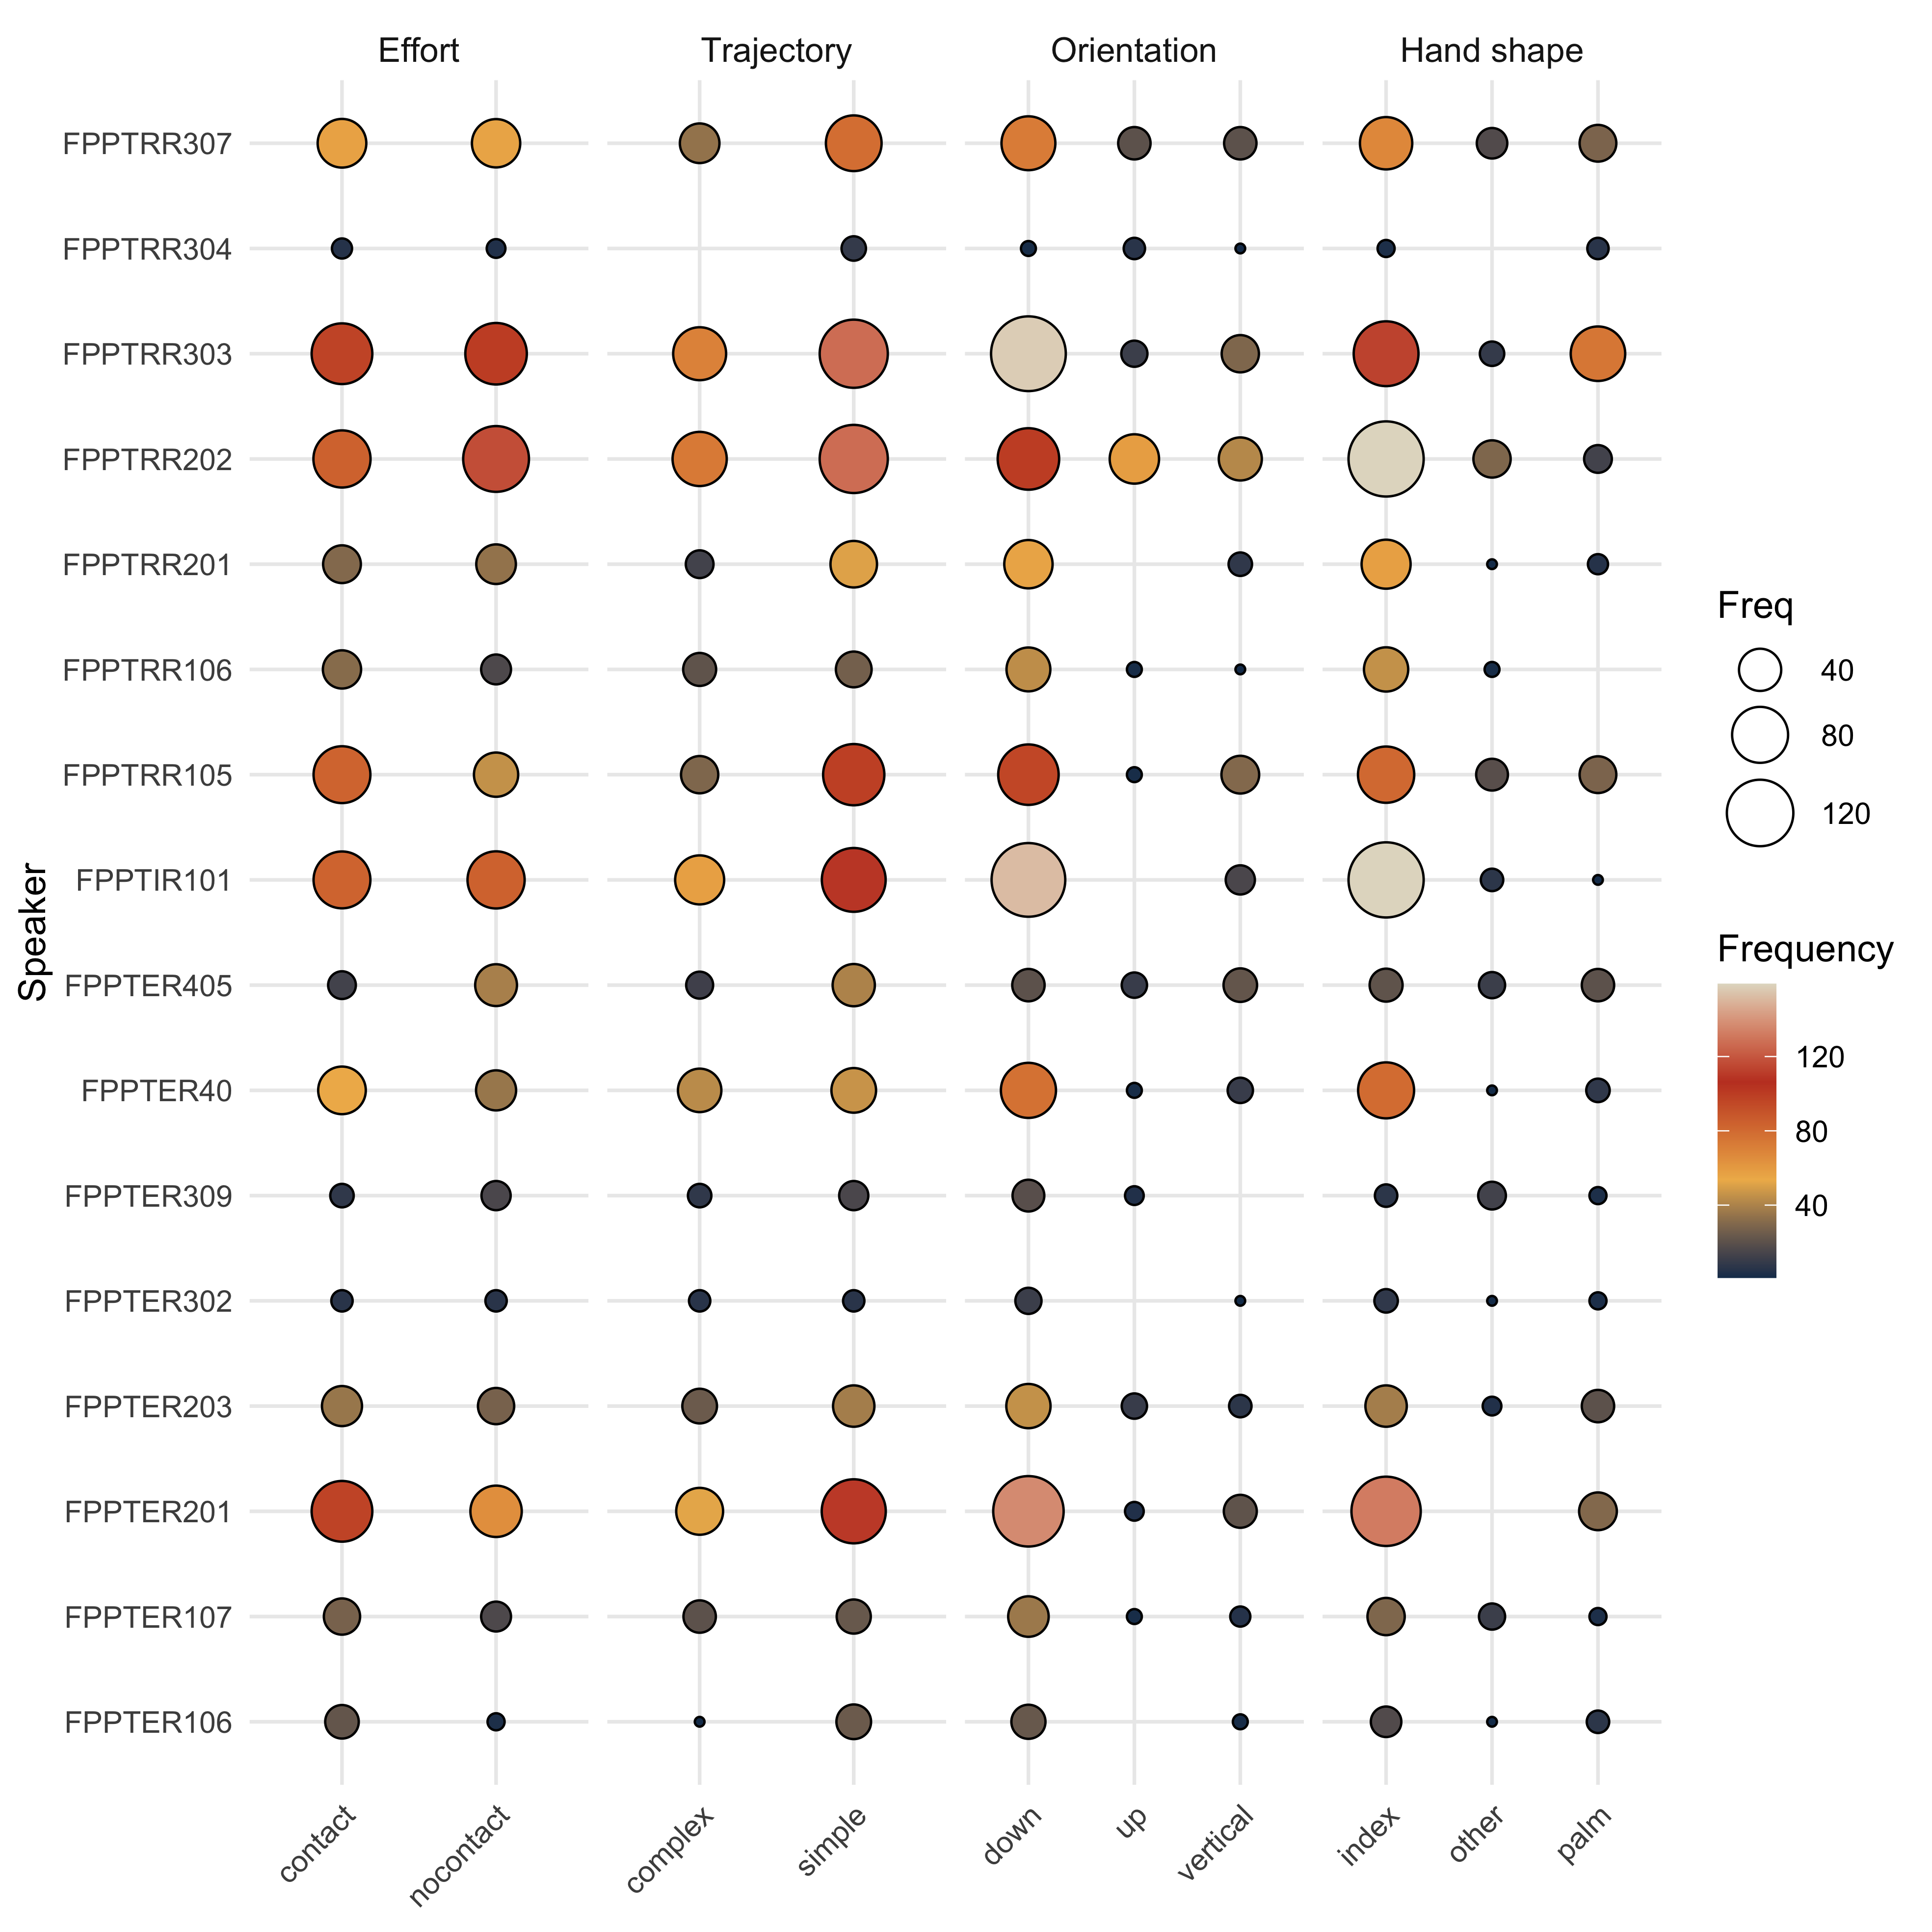 Effort Trajectory Orientation Hand shape
FPPTRR307
FPPTRR304
FPPTRR303
FPPTRR202
FPPTRR201
FPPTRR106
FPPTRR105
FPPTIR101
FPPTER405
FPPTER40
FPPTER309
FPPTER302
FPPTER203
FPPTER201
FPPTER107
FPPTER106
Speaker
contact nocontact complex simple down up vertical index other palm
Freq
40
80
120
Frequency
120
80
40